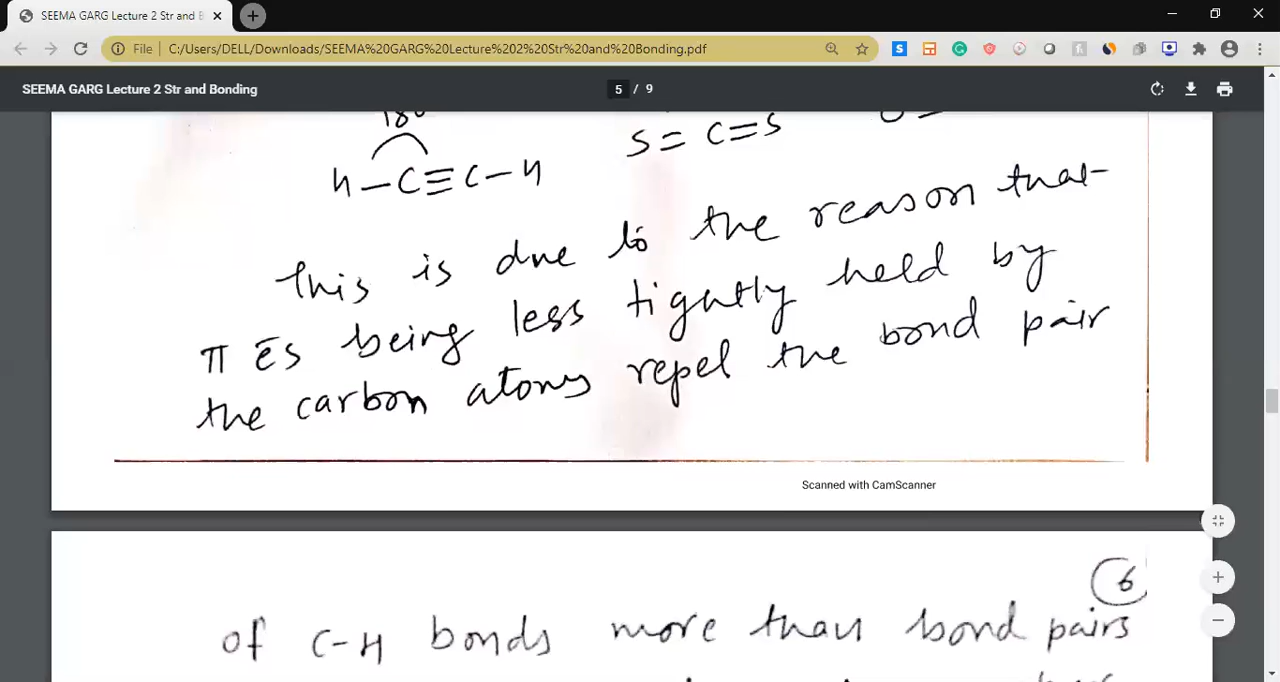 SEEMA GARG Lecture 2 Str and B
File C:/Users/DELL/Downloads/SEEMA%20GARG%20Lecture%202%20Str%20and%20Bonding.pdf
SEEMA GARG Lecture 2 Str and Bonding
5 / 9
180
H-C≡C-H
S=C=S
This is due to the reason that
π ēs being less tightly held by
the carbon atoms repel the bond pair
Scanned with CamScanner
6
of C-H bonds more than bond pairs